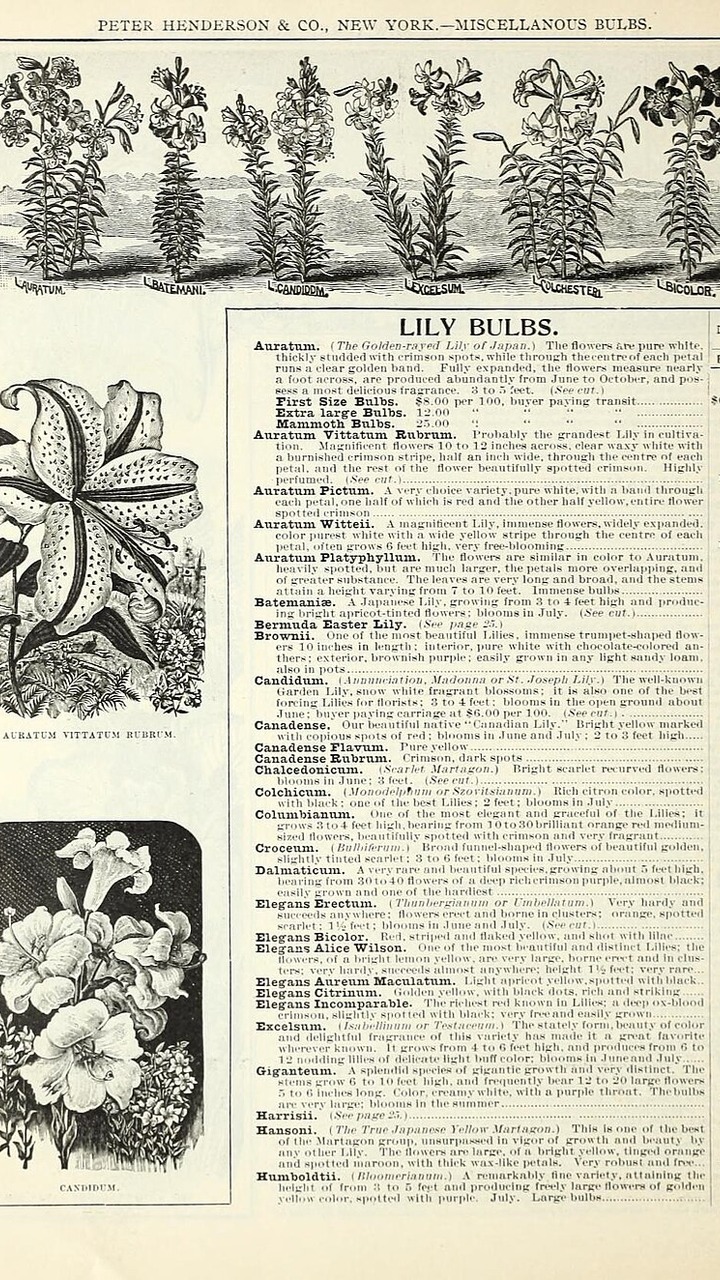 PETER HENDERSON & CO., NEW YORK.—MISCELLANOUS BULBS.
L.AURATUM.
L.BATEMANI.
L.CANDIDUM.
L.EXCELSUM.
L.COLCHESTERI.
L.BICOLOR.
LILY BULBS.
Auratum. (The Golden-rayed Lily of Japan.) The flowers are pure white,
thickly studded with crimson spots, while through the centre of each petal
runs a clear golden band. Fully expanded, the flowers measure nearly
a foot across, are produced abundantly from June to October, and pos-
sess a most delicious fragrance. 3 to 5 feet. (See cut.)
First Size Bulbs. $8.00 per 100, buyer paying transit
Extra large Bulbs. 12.00 " " " "
Mammoth Bulbs. 25.00 " " " "
Auratum Vittatum Rubrum. Probably the grandest Lily in cultiva-
tion. Magnificent flowers 10 to 12 inches across, clear waxy white with
a burnished crimson stripe, half an inch wide, through the centre of each
petal, and the rest of the flower beautifully spotted crimson. Highly
perfumed. (See cut.)
Auratum Pictum. A very choice variety, pure white, with a band through
each petal, one half of which is red and the other half yellow, entire flower
spotted crimson
Auratum Witteii. A magnificent Lily, immense flowers, widely expanded,
color purest white with a wide yellow stripe through the centre of each
petal, often grows 6 feet high, very free-blooming
Auratum Platyphyllum. The flowers are similar in color to Auratum,
heavily spotted, but are much larger, the petals more overlapping, and
of greater substance. The leaves are very long and broad, and the stems
attain a height varying from 7 to 10 feet. Immense bulbs
Batemaniæ. A Japanese Lily, growing from 3 to 4 feet high and produc-
ing bright apricot-tinted flowers; blooms in July. (See cut.)
Bermuda Easter Lily. (See page 25.)
Brownii. One of the most beautiful Lilies, immense trumpet-shaped flow-
ers 10 inches in length; interior, pure white with chocolate-colored an-
thers; exterior, brownish purple; easily grown in any light sandy loam,
also in pots
Candidum. (Annunciation, Madonna or St. Joseph Lily.) The well-known
Garden Lily, snow white fragrant blossoms; it is also one of the best
forcing Lilies for florists; 3 to 4 feet; blooms in the open ground about
June; buyer paying carriage at $6.00 per 100. (See cut.)
Canadense. Our beautiful native "Canadian Lily." Bright yellow marked
with copious spots of red; blooms in June and July; 2 to 3 feet high
Canadense Flavum. Pure yellow
Canadense Rubrum. Crimson, dark spots
Chalcedonicum. (Scarlet Martagon.) Bright scarlet recurved flowers;
blooms in June; 3 feet. (See cut.)
Colchicum. (Monodelphum or Szovitsianum.) Rich citron color, spotted
with black; one of the best Lilies; 2 feet; blooms in July
Columbianum. One of the most elegant and graceful of the Lilies; it
grows 3 to 4 feet high, bearing from 10 to 30 brilliant orange red medium-
sized flowers, beautifully spotted with crimson and very fragrant
Croceum. (Bulbiferum.) Broad funnel-shaped flowers of beautiful golden,
slightly tinted scarlet; 3 to 6 feet; blooms in July
Dalmaticum. A very rare and beautiful species, growing about 5 feet high,
bearing from 30 to 40 flowers of a deep rich crimson purple, almost black;
easily grown and one of the hardiest
Elegans Erectum. (Thunbergianum or Umbellatum.) Very hardy and
succeeds anywhere; flowers erect and borne in clusters; orange, spotted
scarlet; 1½ feet; blooms in June and July. (See cut.)
Elegans Bicolor. Red, striped and flaked yellow, and shot with lilac
Elegans Alice Wilson. One of the most beautiful and distinct Lilies; the
flowers, of a bright lemon yellow, are very large, borne erect and in clus-
ters; very hardy, succeeds almost anywhere; height 1½ feet; very rare
Elegans Aureum Maculatum. Light apricot yellow, spotted with black
Elegans Citrinum. Golden yellow, with black dots, rich and striking
Elegans Incomparable. The richest red known in Lilies; a deep ox-blood
crimson, slightly spotted with black; very free and easily grown
Excelsum. (Isabellinum or Testaceum.) The stately form, beauty of color
and delightful fragrance of this variety has made it a great favorite
wherever known. It grows from 4 to 6 feet high, and produces from 6 to
12 nodding lilies of delicate light buff color; blooms in June and July
Giganteum. A splendid species of gigantic growth and very distinct. The
stems grow 6 to 10 feet high, and frequently bear 12 to 20 large flowers
5 to 6 inches long. Color, creamy white, with a purple throat. The bulbs
are very large; blooms in the summer
Harrisii. (See page 25.)
Hansoni. (The True Japanese Yellow Martagon.) This is one of the best
of the Martagon group, unsurpassed in vigor of growth and beauty by
any other Lily. The flowers are large, of a bright yellow, tinged orange
and spotted maroon, with thick wax-like petals. Very robust and free
Humboldtii. (Bloomerianum.) A remarkably fine variety, attaining the
height of from 3 to 5 feet and producing freely large flowers of golden
yellow color, spotted with purple. July. Large bulbs
AURATUM VITTIOUS RUBRUM.
CANDIDUM.